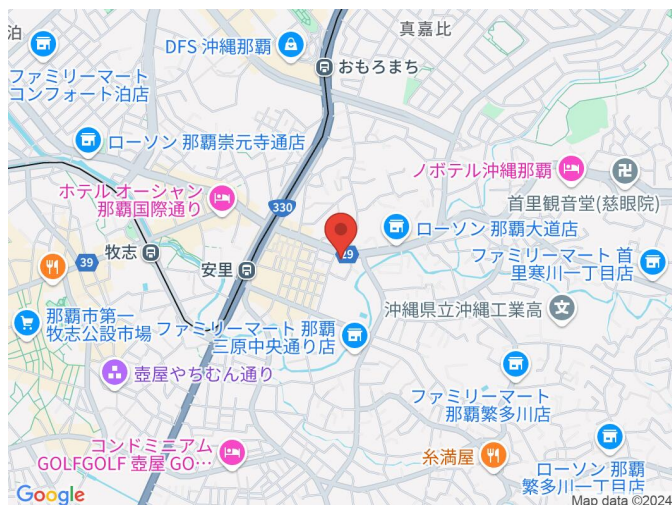 泊
真嘉比
DFS 沖縄那覇
おもろまち
ファミリーマート
コンフォート泊店
ローソン 那覇崇元寺通店
ノボテル沖縄那覇
ホテル オーシャン
那覇国際通り
首里観音堂(慈眼院)
330
ローソン 那覇大道店
牧志
39
安里
29
ファミリーマート 首
里寒川一丁目店
那覇市第一
牧志公設市場
ファミリーマート 那覇
三原中央通り店
沖縄県立沖縄工業高
文
壺屋やちむん通り
ファミリーマート
那覇繁多川店
コンドミニアム
GOLFGOLF 壺屋 GO…
糸満屋
ローソン 那覇
繁多川一丁目店
Google
Map data ©2024